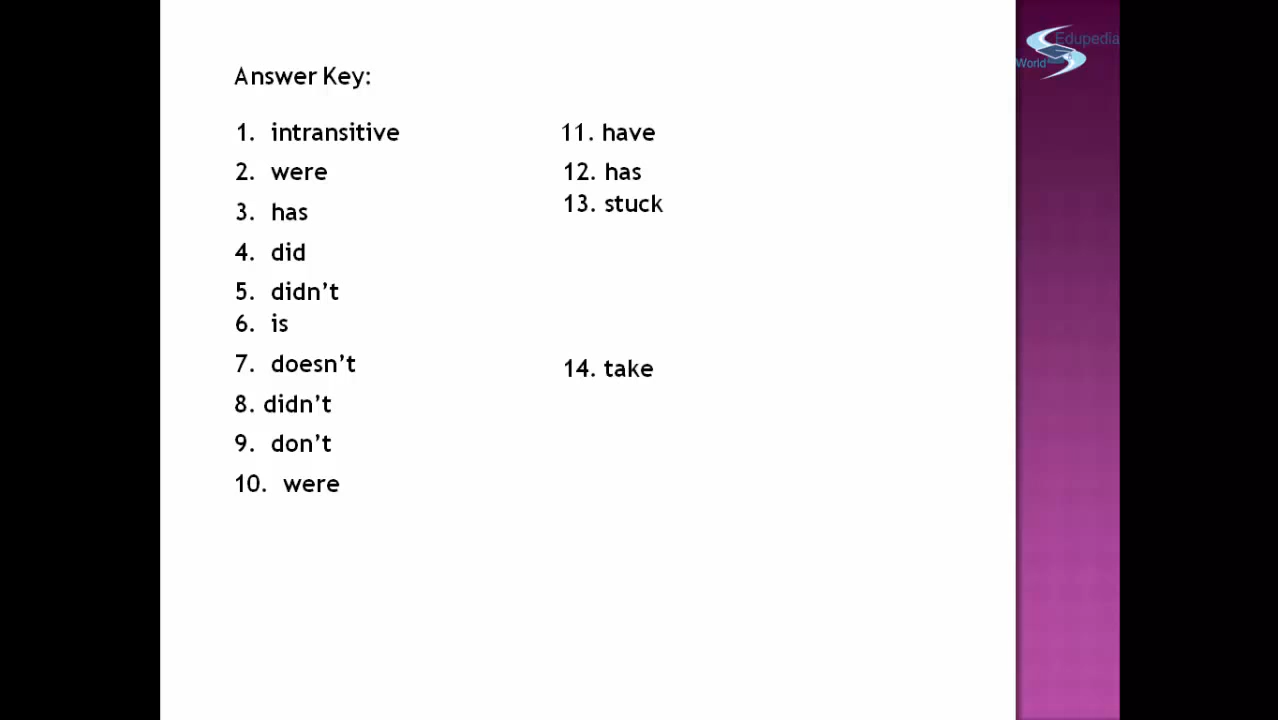 Answer Key:
1. intransitive
2. were
3. has
4. did
5. didn’t
6. is
7. doesn’t
8. didn’t
9. don’t
10. were
11. have
12. has
13. stuck
14. take
Edupedia
World